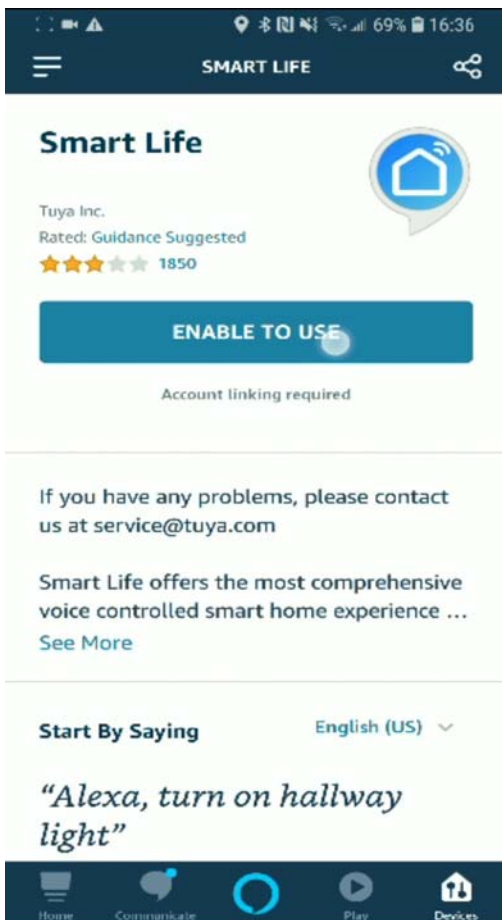 69% 16:36
SMART LIFE
Smart Life
Tuya Inc.
Rated: Guidance Suggested
1850
ENABLE TO USE
Account linking required
If you have any problems, please contact
us at service@tuya.com
Smart Life offers the most comprehensive
voice controlled smart home experience ...
See More
Start By Saying English (US)
“Alexa, turn on hallway
light”
Home Communicate Play Devices